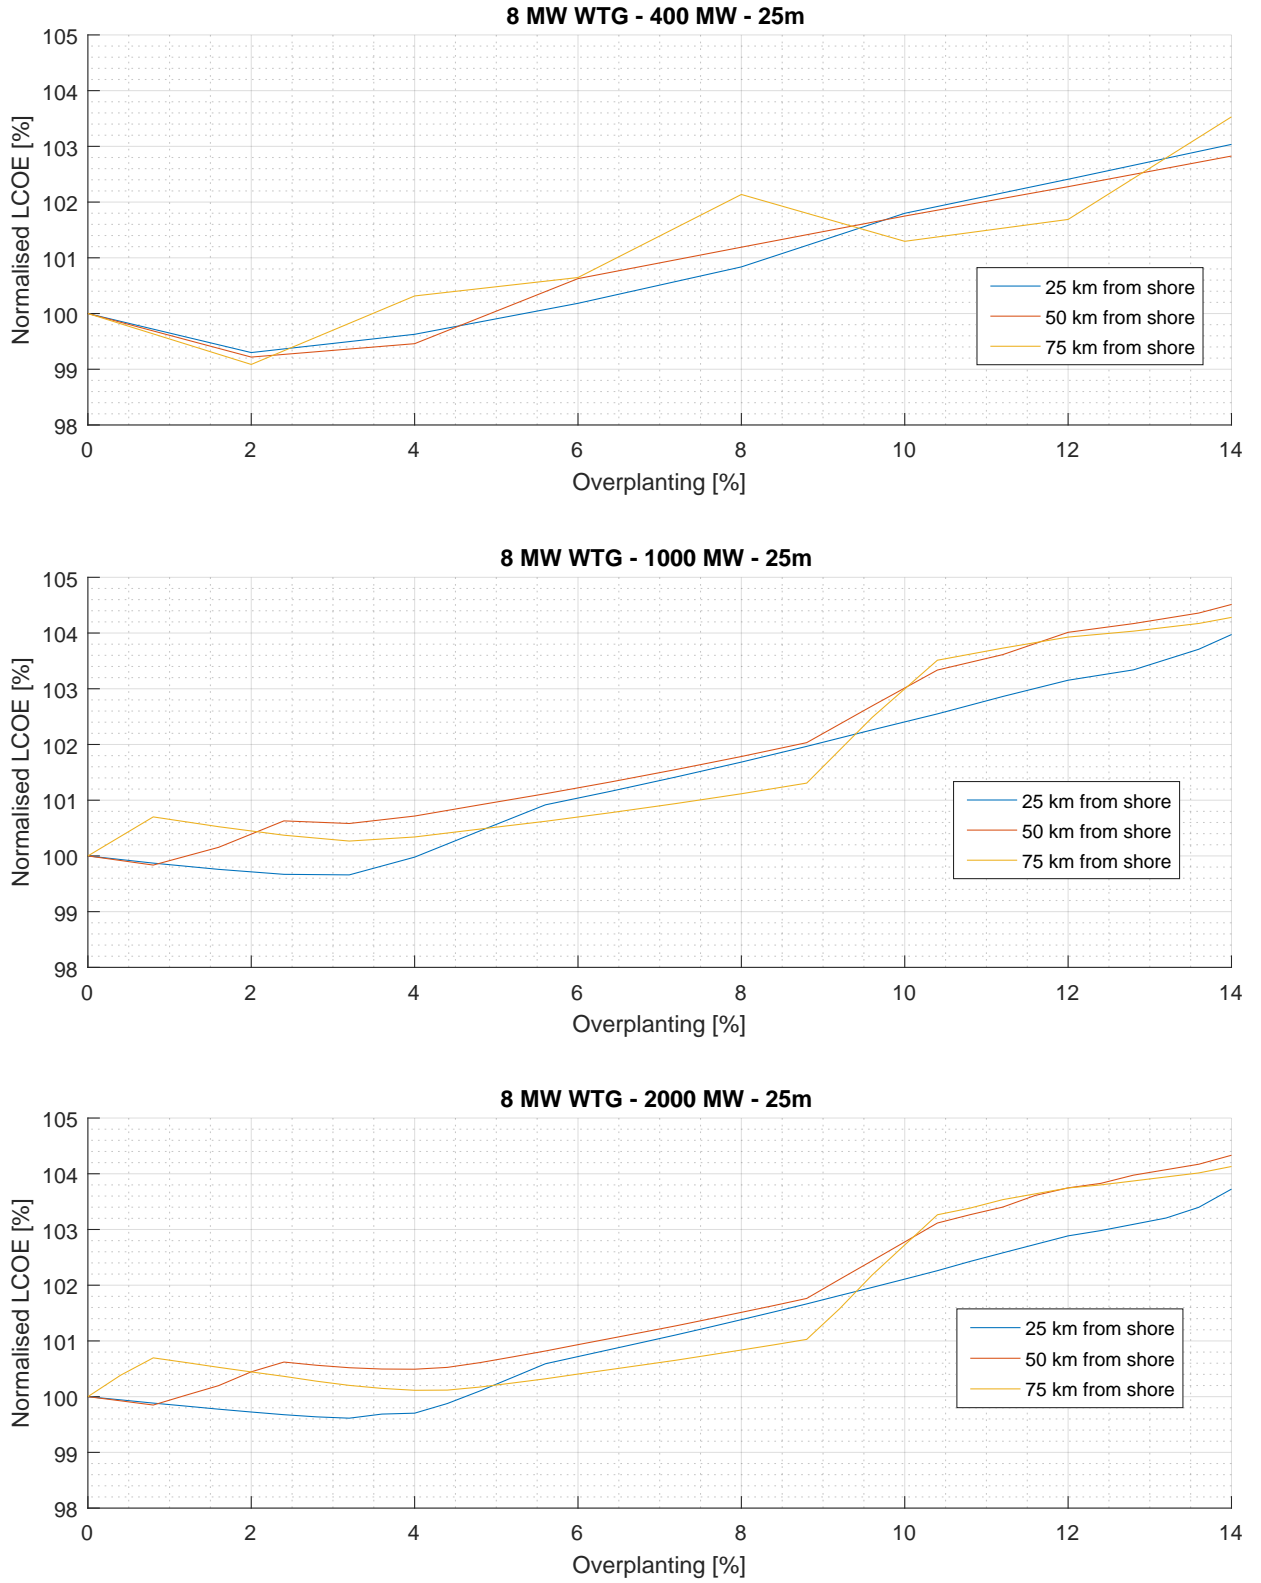 8 MW WTG - 400 MW - 25m
105
104
103
102
101
100
99
98
Normalised LCOE [%]
0 2 4 6 8 10 12 14
Overplanting [%]
25 km from shore
50 km from shore
75 km from shore
8 MW WTG - 1000 MW - 25m
105
104
103
102
101
100
99
98
Normalised LCOE [%]
0 2 4 6 8 10 12 14
Overplanting [%]
25 km from shore
50 km from shore
75 km from shore
8 MW WTG - 2000 MW - 25m
105
104
103
102
101
100
99
98
Normalised LCOE [%]
0 2 4 6 8 10 12 14
Overplanting [%]
25 km from shore
50 km from shore
75 km from shore